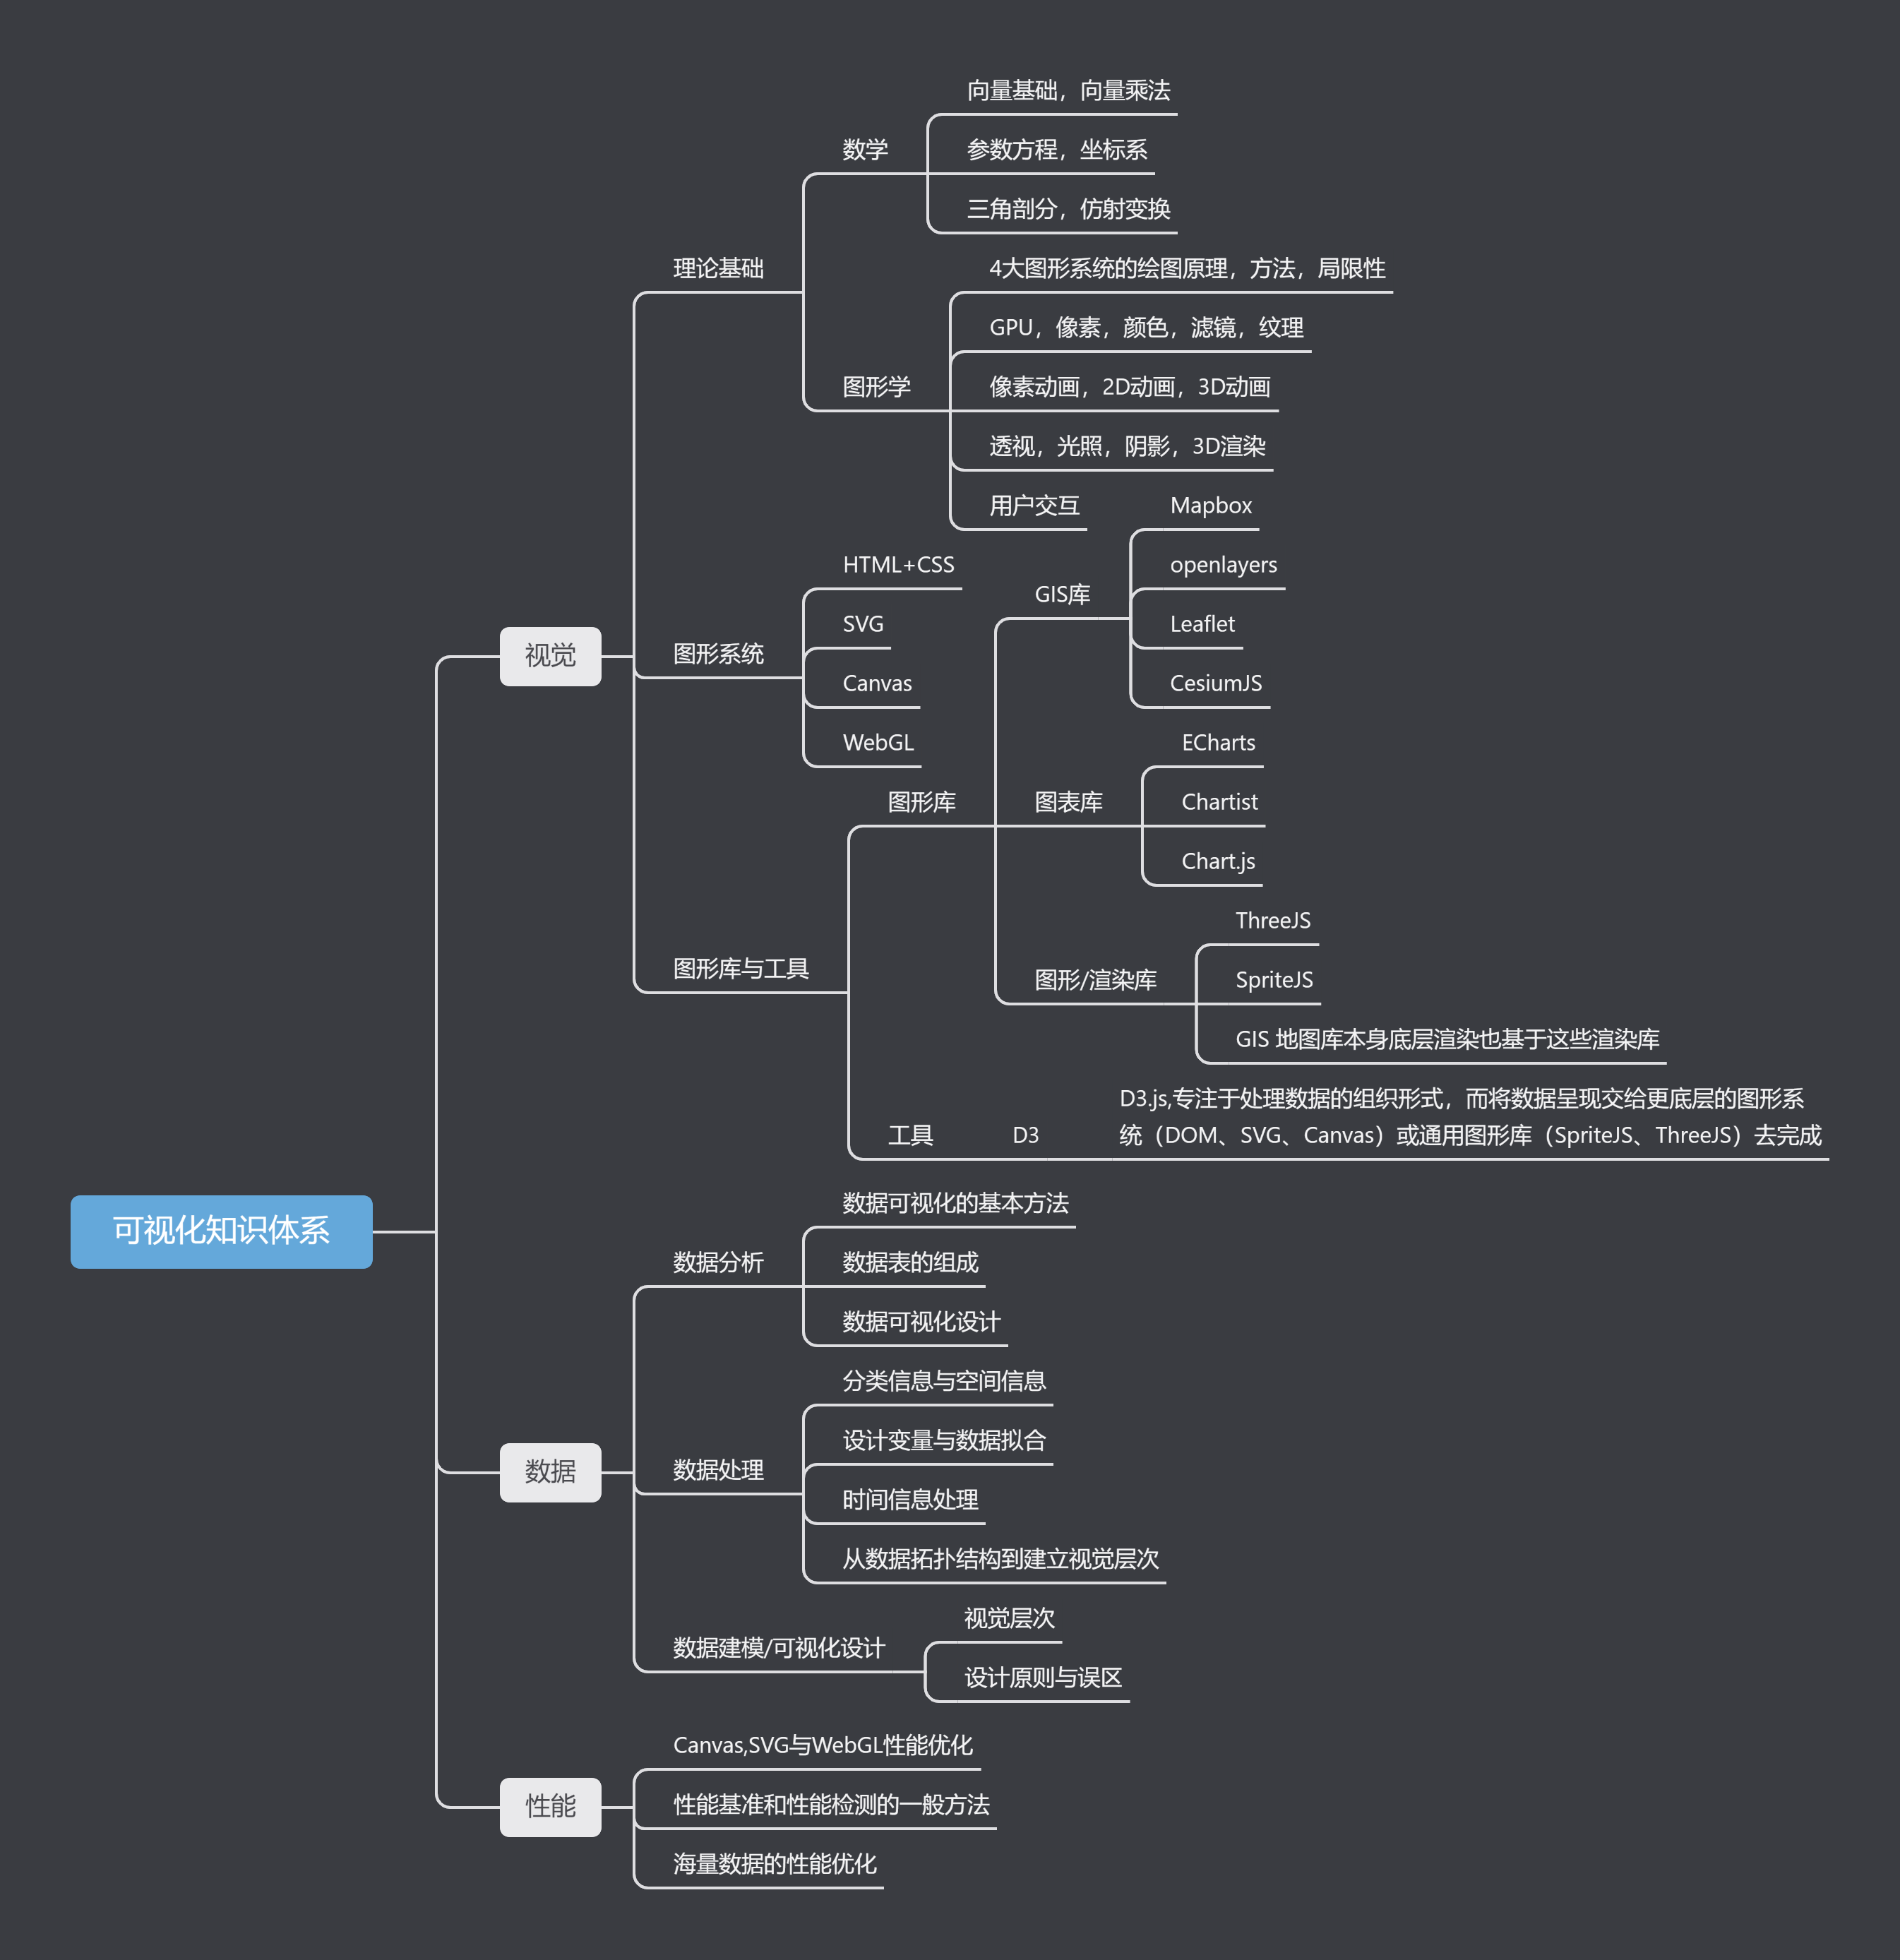 可视化知识体系
视觉
理论基础
数学
向量基础，向量乘法
参数方程，坐标系
三角剖分，仿射变换
图形学
4大图形系统的绘图原理，方法，局限性
GPU，像素，颜色，滤镜，纹理
像素动画，2D动画，3D动画
透视，光照，阴影，3D渲染
用户交互
图形系统
HTML+CSS
SVG
Canvas
WebGL
图形库与工具
图形库
GIS库
Mapbox
openlayers
Leaflet
CesiumJS
图表库
ECharts
Chartist
Chart.js
图形/渲染库
ThreeJS
SpriteJS
GIS 地图库本身底层渲染也基于这些渲染库
工具
D3
D3.js,专注于处理数据的组织形式，而将数据呈现交给更底层的图形系
统（DOM、SVG、Canvas）或通用图形库（SpriteJS、ThreeJS）去完成
数据
数据分析
数据可视化的基本方法
数据表的组成
数据可视化设计
数据处理
分类信息与空间信息
设计变量与数据拟合
时间信息处理
从数据拓扑结构到建立视觉层次
数据建模/可视化设计
视觉层次
设计原则与误区
性能
Canvas,SVG与WebGL性能优化
性能基准和性能检测的一般方法
海量数据的性能优化